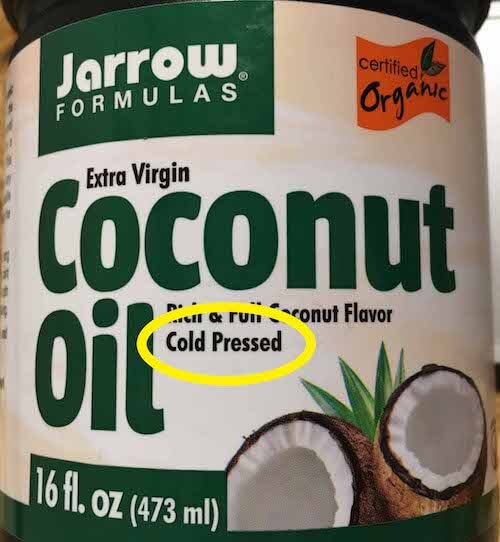 Jarrow®
FORMULAS
certified
Organic
Extra Virgin
Coconut
Oil
Rich & Full Coconut Flavor
Cold Pressed
16 fl. oz (473 ml)